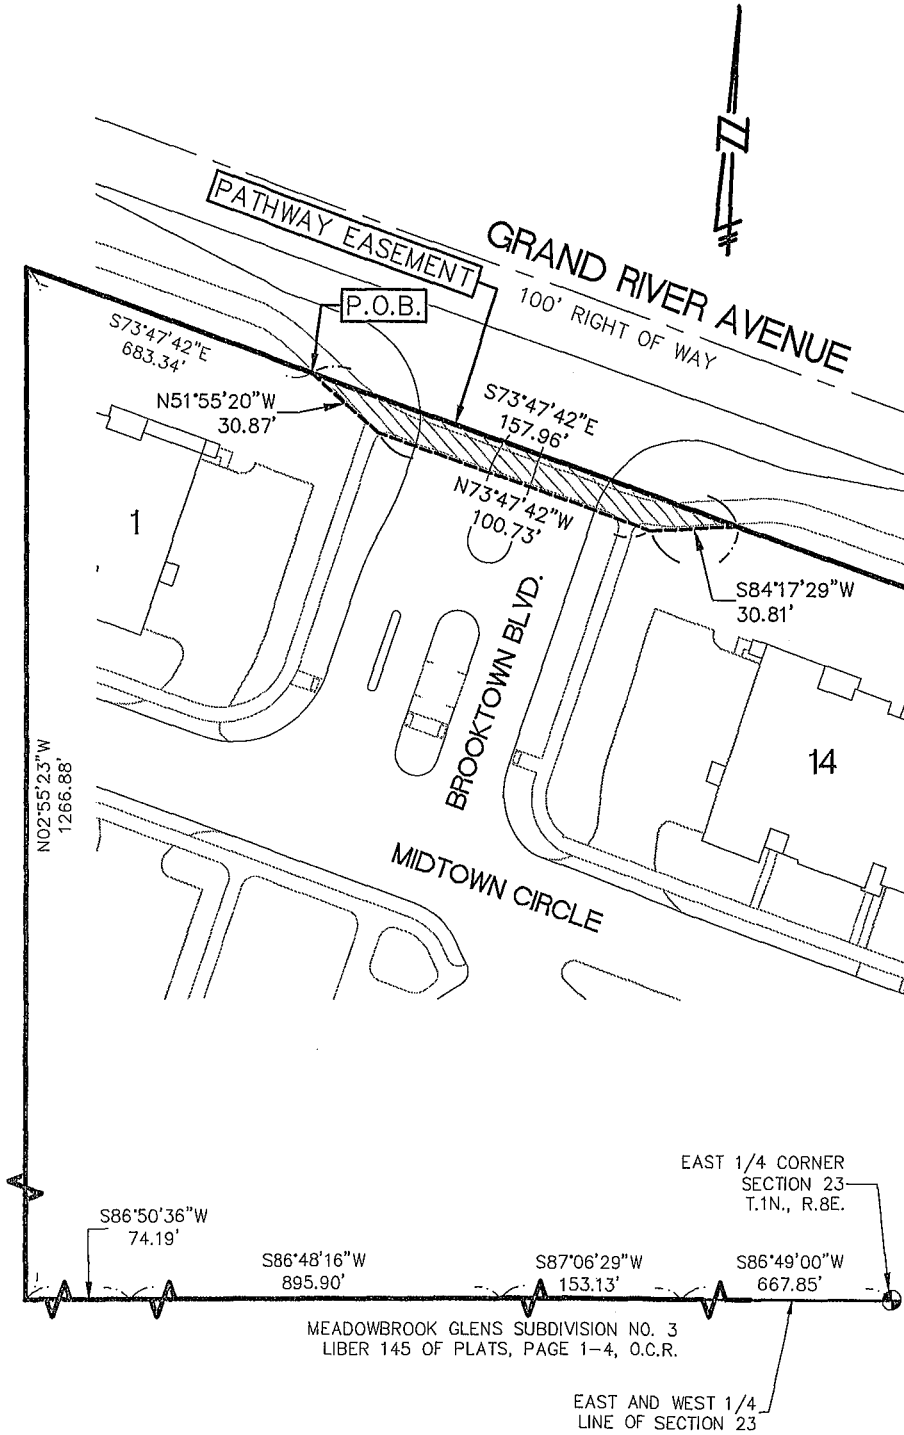 N
PATHWAY EASEMENT
GRAND RIVER AVENUE
100' RIGHT OF WAY
P.O.B.
S73°47'42"E
683.34'
N51°55'20"W
30.87'
S73°47'42"E
157.96'
N73°47'42"W
100.73'
1
S84°17'29"W
30.81'
BROOKTOWN BLVD.
14
N02°55'23"W
1266.88'
MIDTOWN CIRCLE
EAST 1/4 CORNER
SECTION 23
T.1N., R.8E.
S86°50'36"W
74.19'
S86°48'16"W
895.90'
S87°06'29"W
153.13'
S86°49'00"W
667.85'
MEADOWBROOK GLENS SUBDIVISION NO. 3
LIBER 145 OF PLATS, PAGE 1-4, O.C.R.
EAST AND WEST 1/4
LINE OF SECTION 23